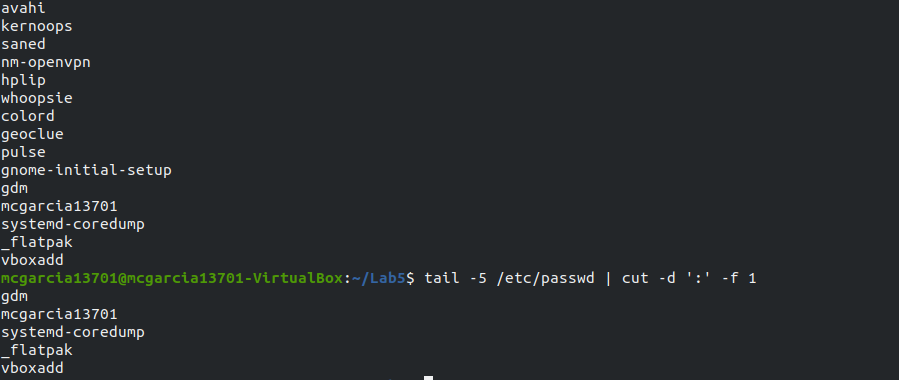 avahi
kernoops
saned
nm-openvpn
hplip
whoopsie
colord
geoclue
pulse
gnome-initial-setup
gdm
mcgarcia13701
systemd-coredump
_flatpak
vboxadd
mcgarcia13701@mcgarcia13701-VirtualBox:~/Lab5$ tail -5 /etc/passwd | cut -d ':' -f 1
gdm
mcgarcia13701
systemd-coredump
_flatpak
vboxadd